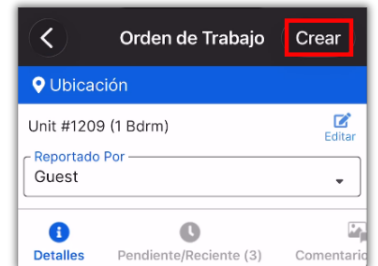 Orden de Trabajo Crear
Ubicación
Unit #1209 (1 Bdrm)
Editar
Reportado Por
Guest
Detalles Pendiente/Reciente (3)